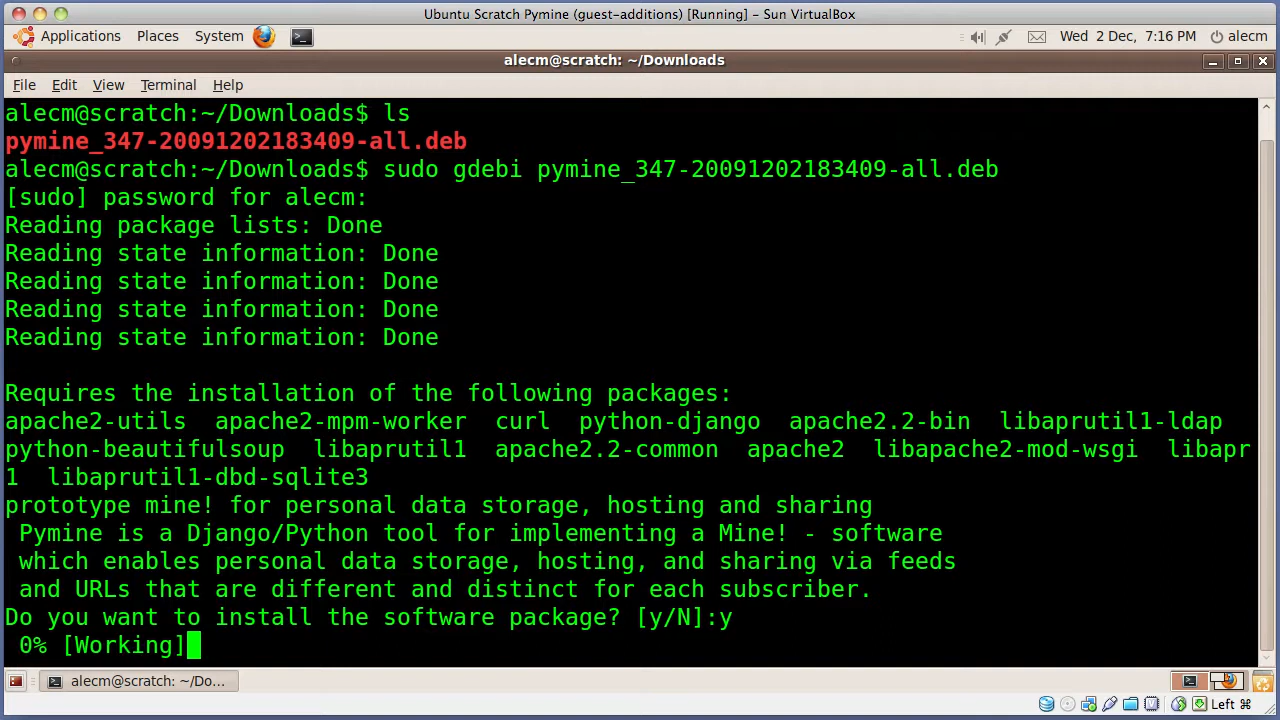 Ubuntu Scratch Pymine (guest-additions) [Running] - Sun VirtualBox
Applications Places System Wed 2 Dec, 7:16 PM alecm
alecm@scratch: ~/Downloads
File Edit View Terminal Help
alecm@scratch:~/Downloads$ ls
pymine_347-20091202183409-all.deb
alecm@scratch:~/Downloads$ sudo gdebi pymine_347-20091202183409-all.deb
[sudo] password for alecm:
Reading package lists: Done
Reading state information: Done
Reading state information: Done
Reading state information: Done
Reading state information: Done
Requires the installation of the following packages:
apache2-utils  apache2-mpm-worker  curl  python-django  apache2.2-bin  libaprutil1-ldap
python-beautifulsoup  libaprutil1  apache2.2-common  apache2  libapache2-mod-wsgi  libapr
1  libaprutil1-dbd-sqlite3
prototype mine! for personal data storage, hosting and sharing
Pymine is a Django/Python tool for implementing a Mine! - software
which enables personal data storage, hosting, and sharing via feeds
and URLs that are different and distinct for each subscriber.
Do you want to install the software package? [y/N]:y
0% [Working]
alecm@scratch: ~/Do...
Left ⌘